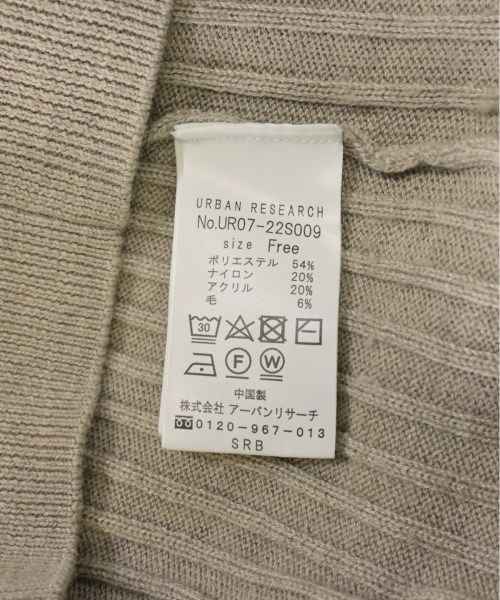 URBAN RESEARCH
No.UR07-22S009
size Free
ポリエステル 54%
ナイロン 20%
アクリル 20%
毛 6%
30
F W
中国製
株式会社 アーバンリサーチ
0120-967-013
SRB